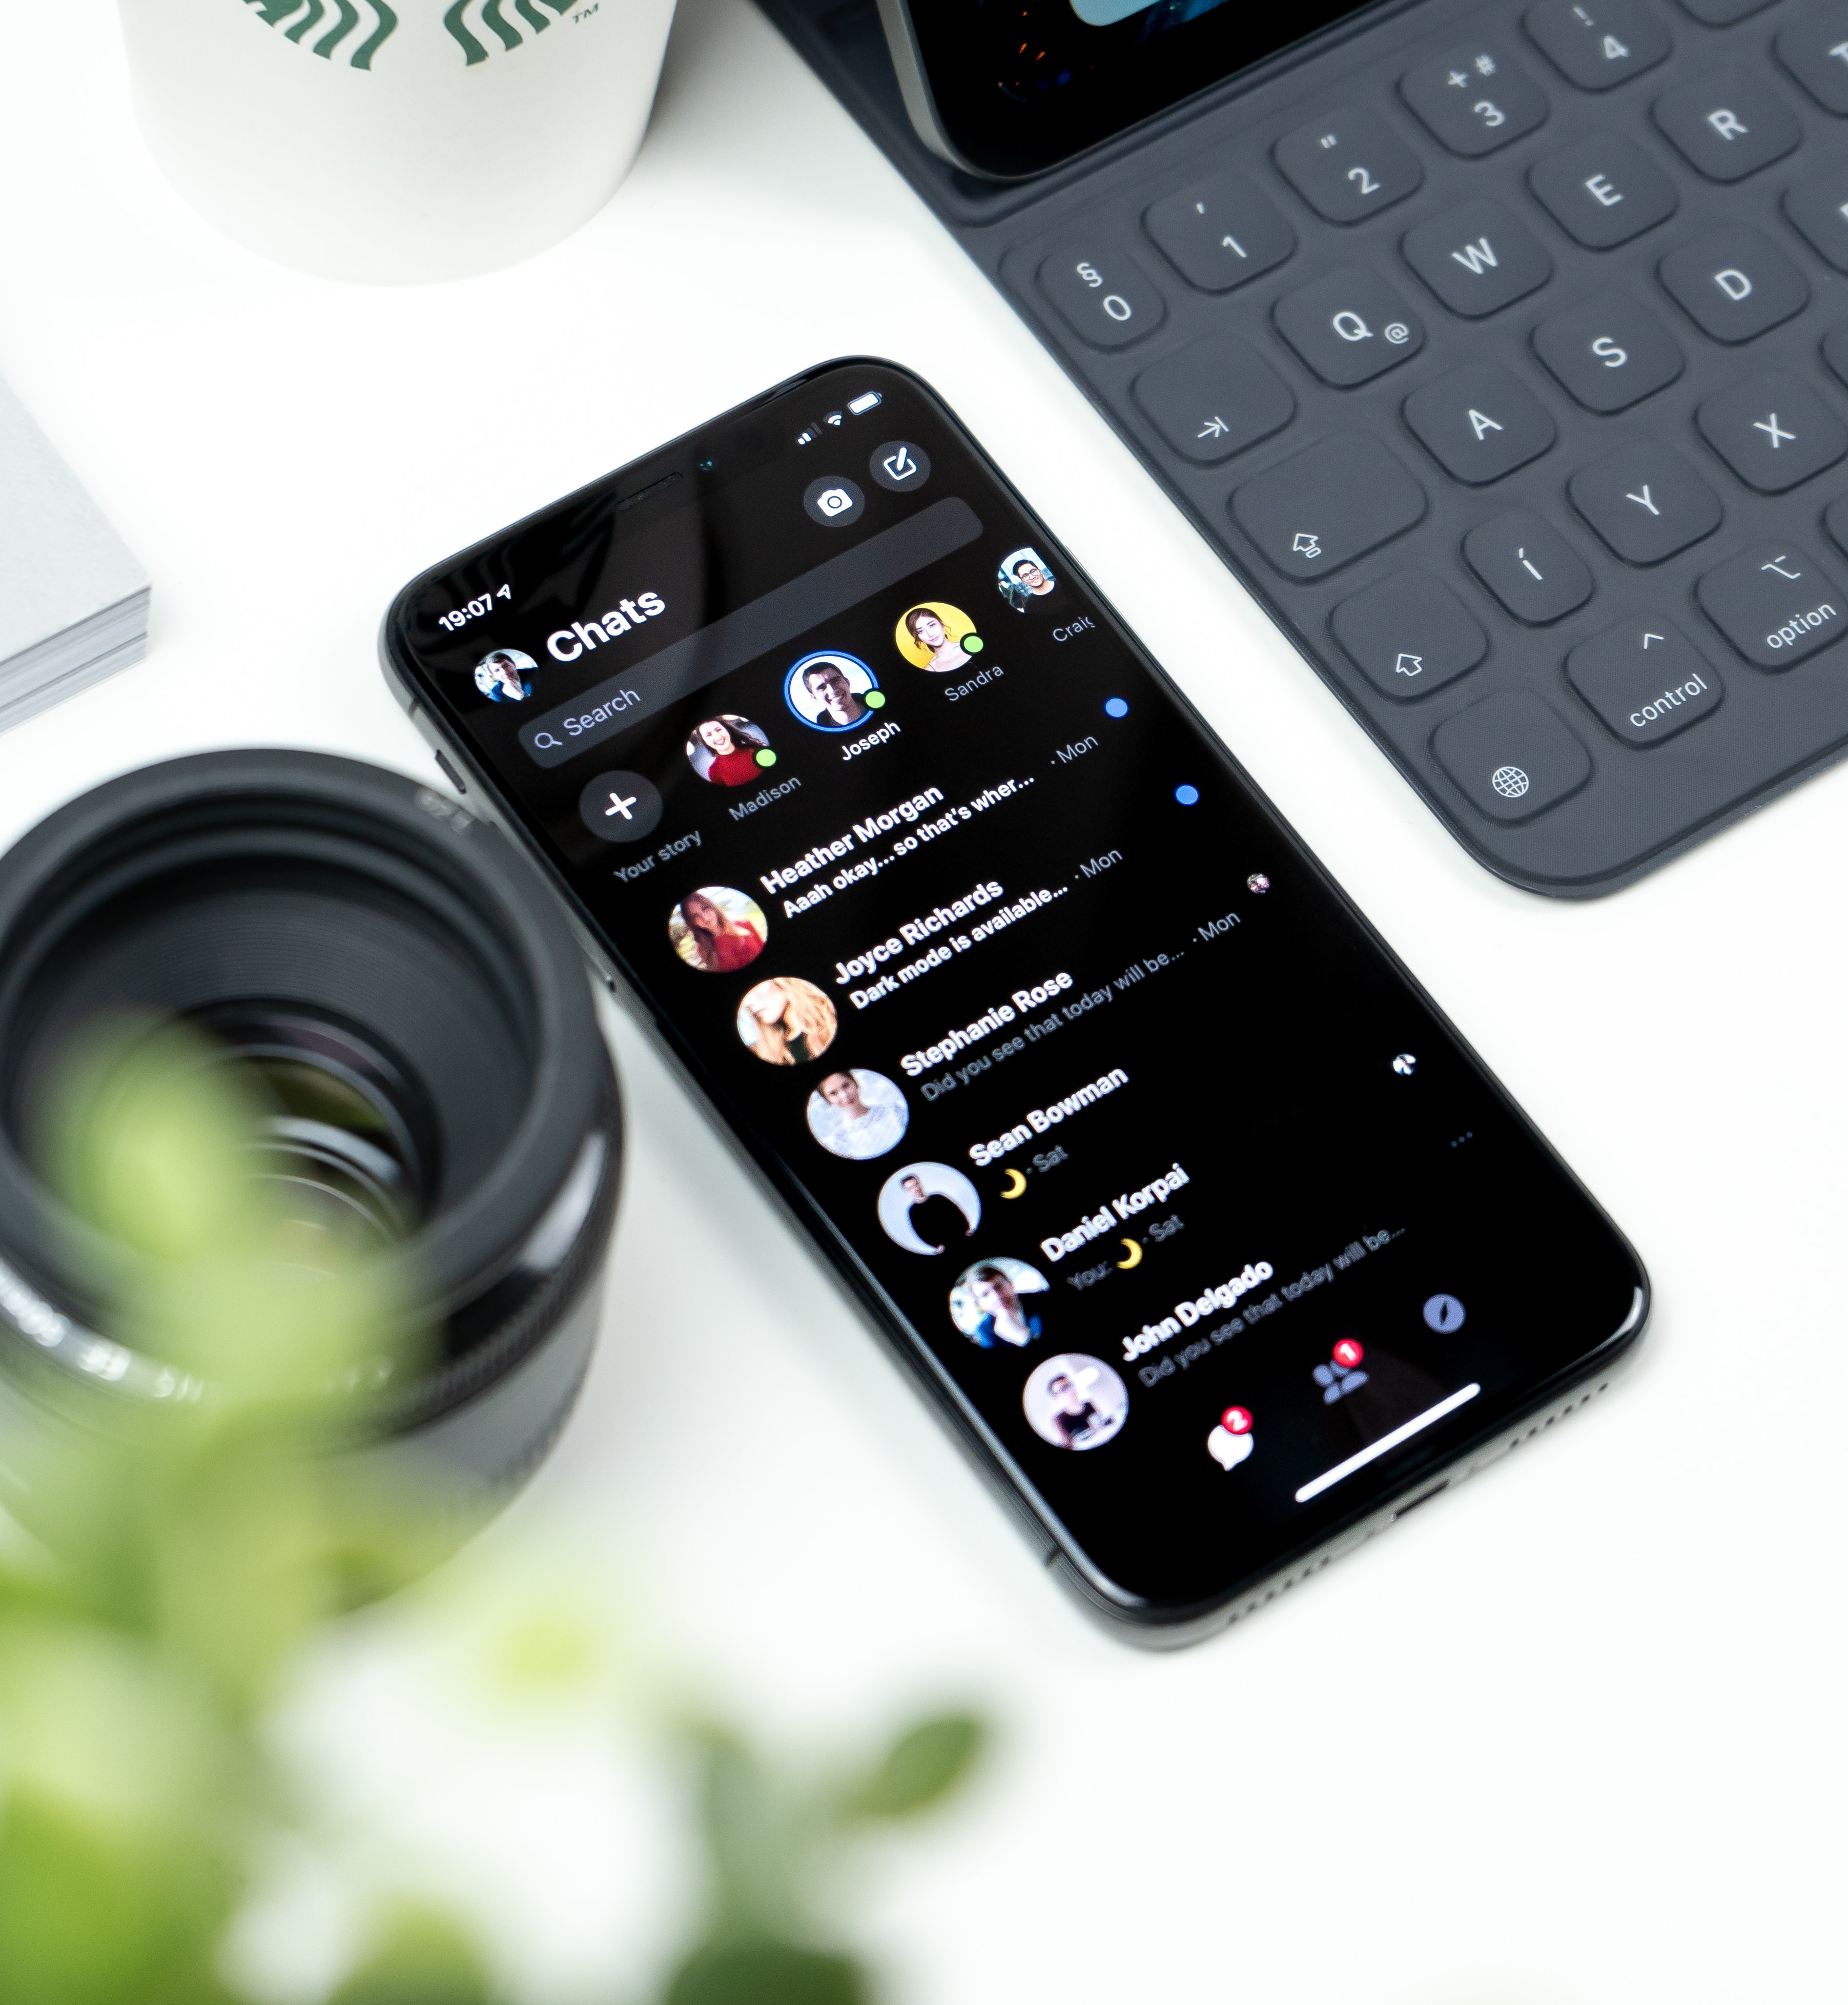 TM
! 4
+ # 3
" 2
' 1
§ 0
R
E
W
Q @
D
S
A
X
Y
Í
option
control
19:07
Chats
Search
Your story
Madison
Joseph
Sandra
Heather Morgan
Aaah okay... so that's wher... · Mon
Joyce Richards
Dark mode is available... · Mon
Stephanie Rose
Did you see that today will be... · Mon
Sean Bowman
🌙 · Sat
Daniel Korpai
You: 🌙 · Sat
John Delgado
Did you see that today will be...
2
1